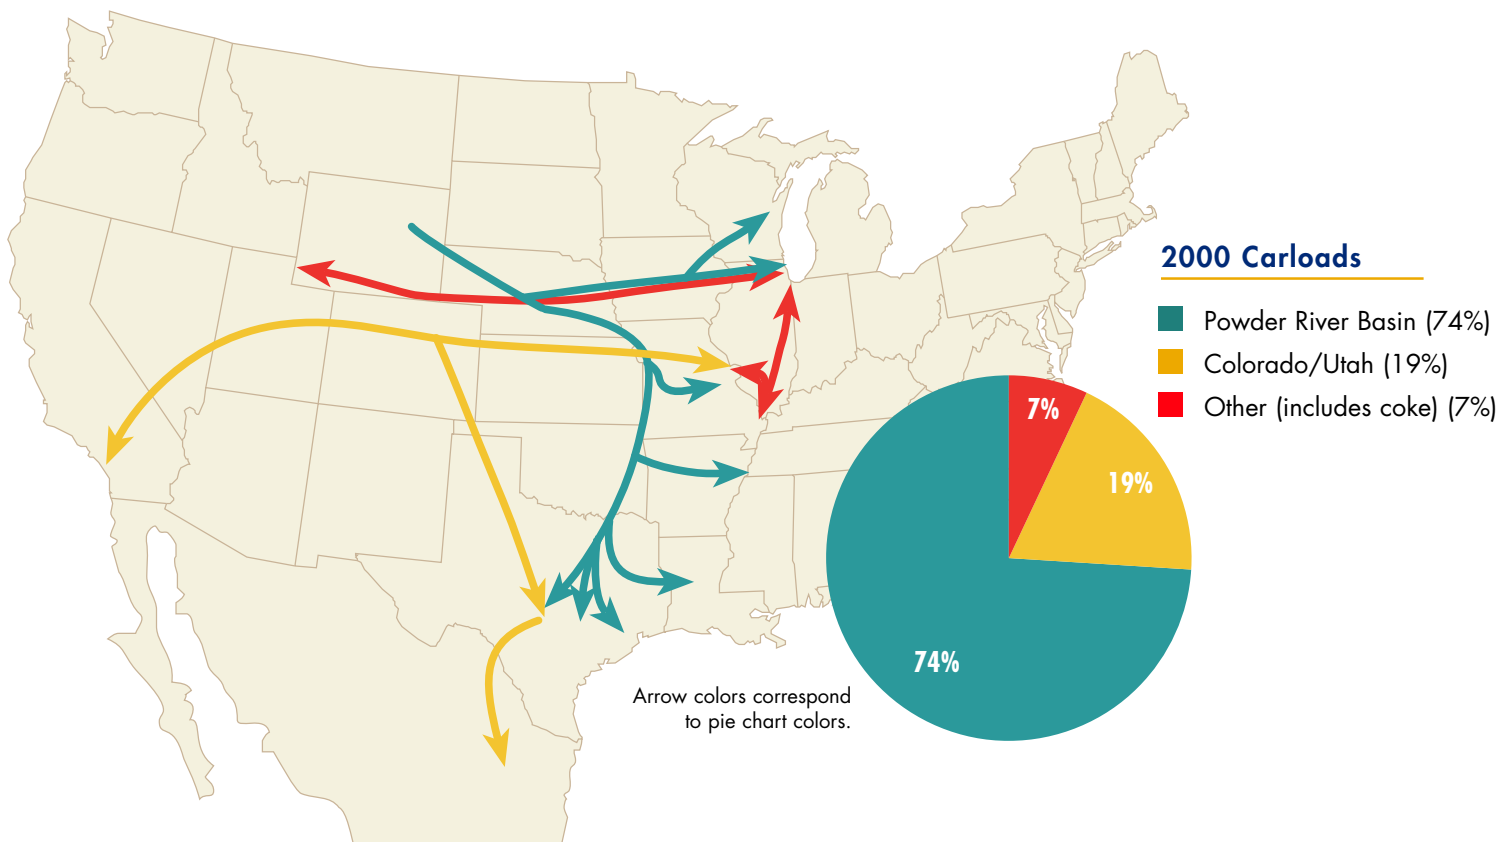 2000 Carloads
Powder River Basin (74%)
Colorado/Utah (19%)
Other (includes coke) (7%)
7%
19%
74%
Arrow colors correspond
to pie chart colors.